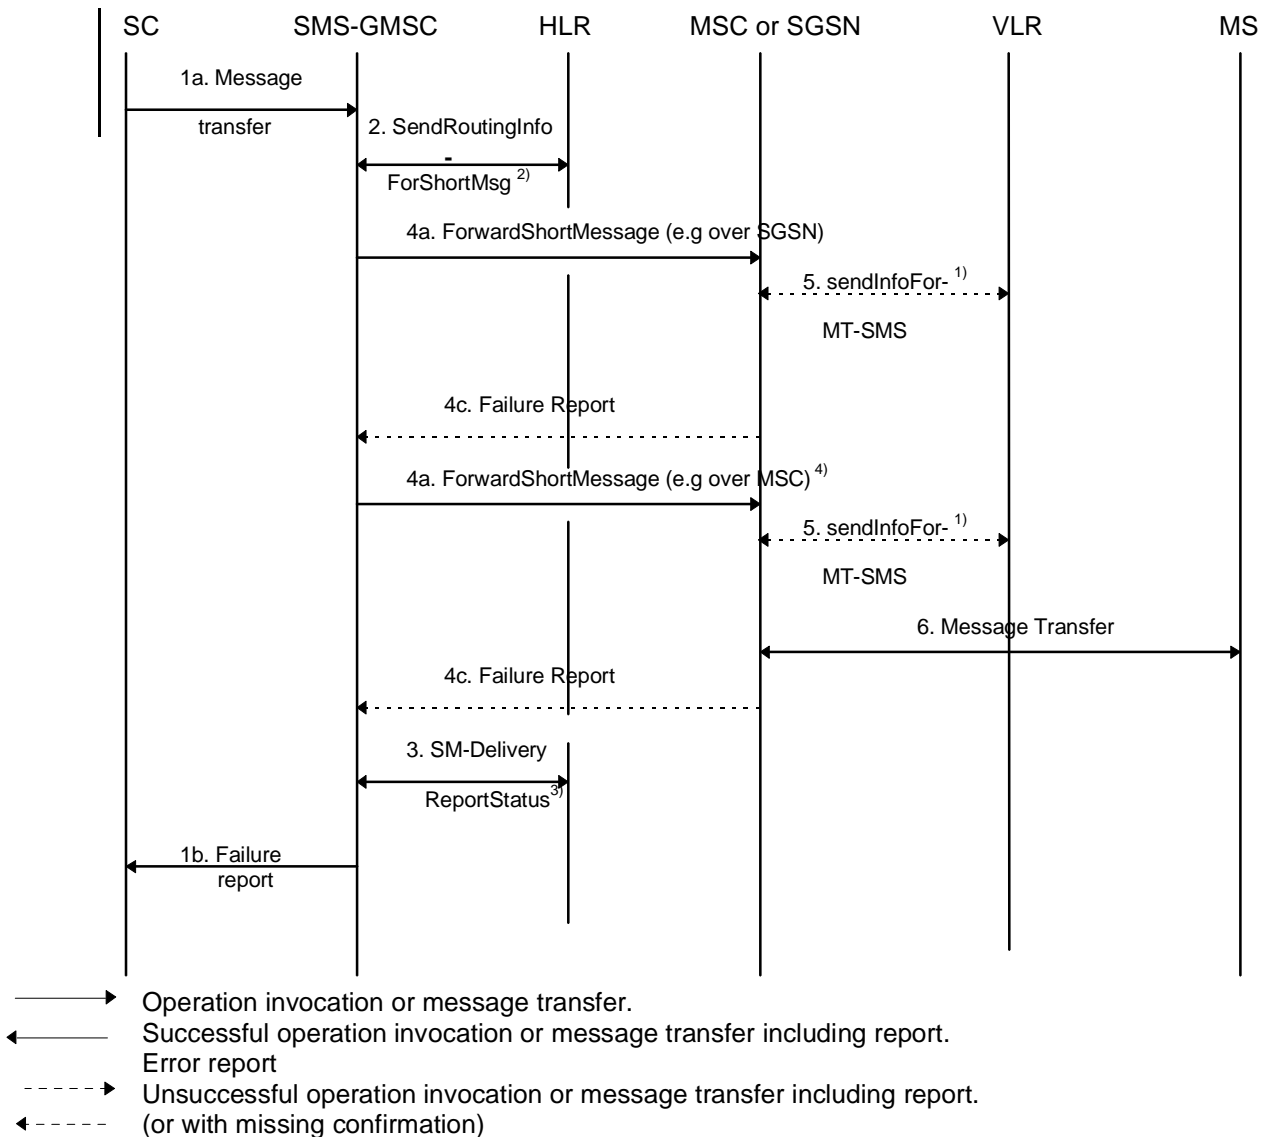 SC SMS-GMSC HLR MSC or SGSN VLR MS
1a. Message
transfer
2. SendRoutingInfo
-
ForShortMsg 2)
4a. ForwardShortMessage (e.g over SGSN)
5. sendInfoFor- 1)
MT-SMS
4c. Failure Report
4a. ForwardShortMessage (e.g over MSC) 4)
5. sendInfoFor- 1)
MT-SMS
6. Message Transfer
4c. Failure Report
3. SM-Delivery
ReportStatus3)
1b. Failure
report
Operation invocation or message transfer.
Successful operation invocation or message transfer including report.
Error report
Unsuccessful operation invocation or message transfer including report.
(or with missing confirmation)